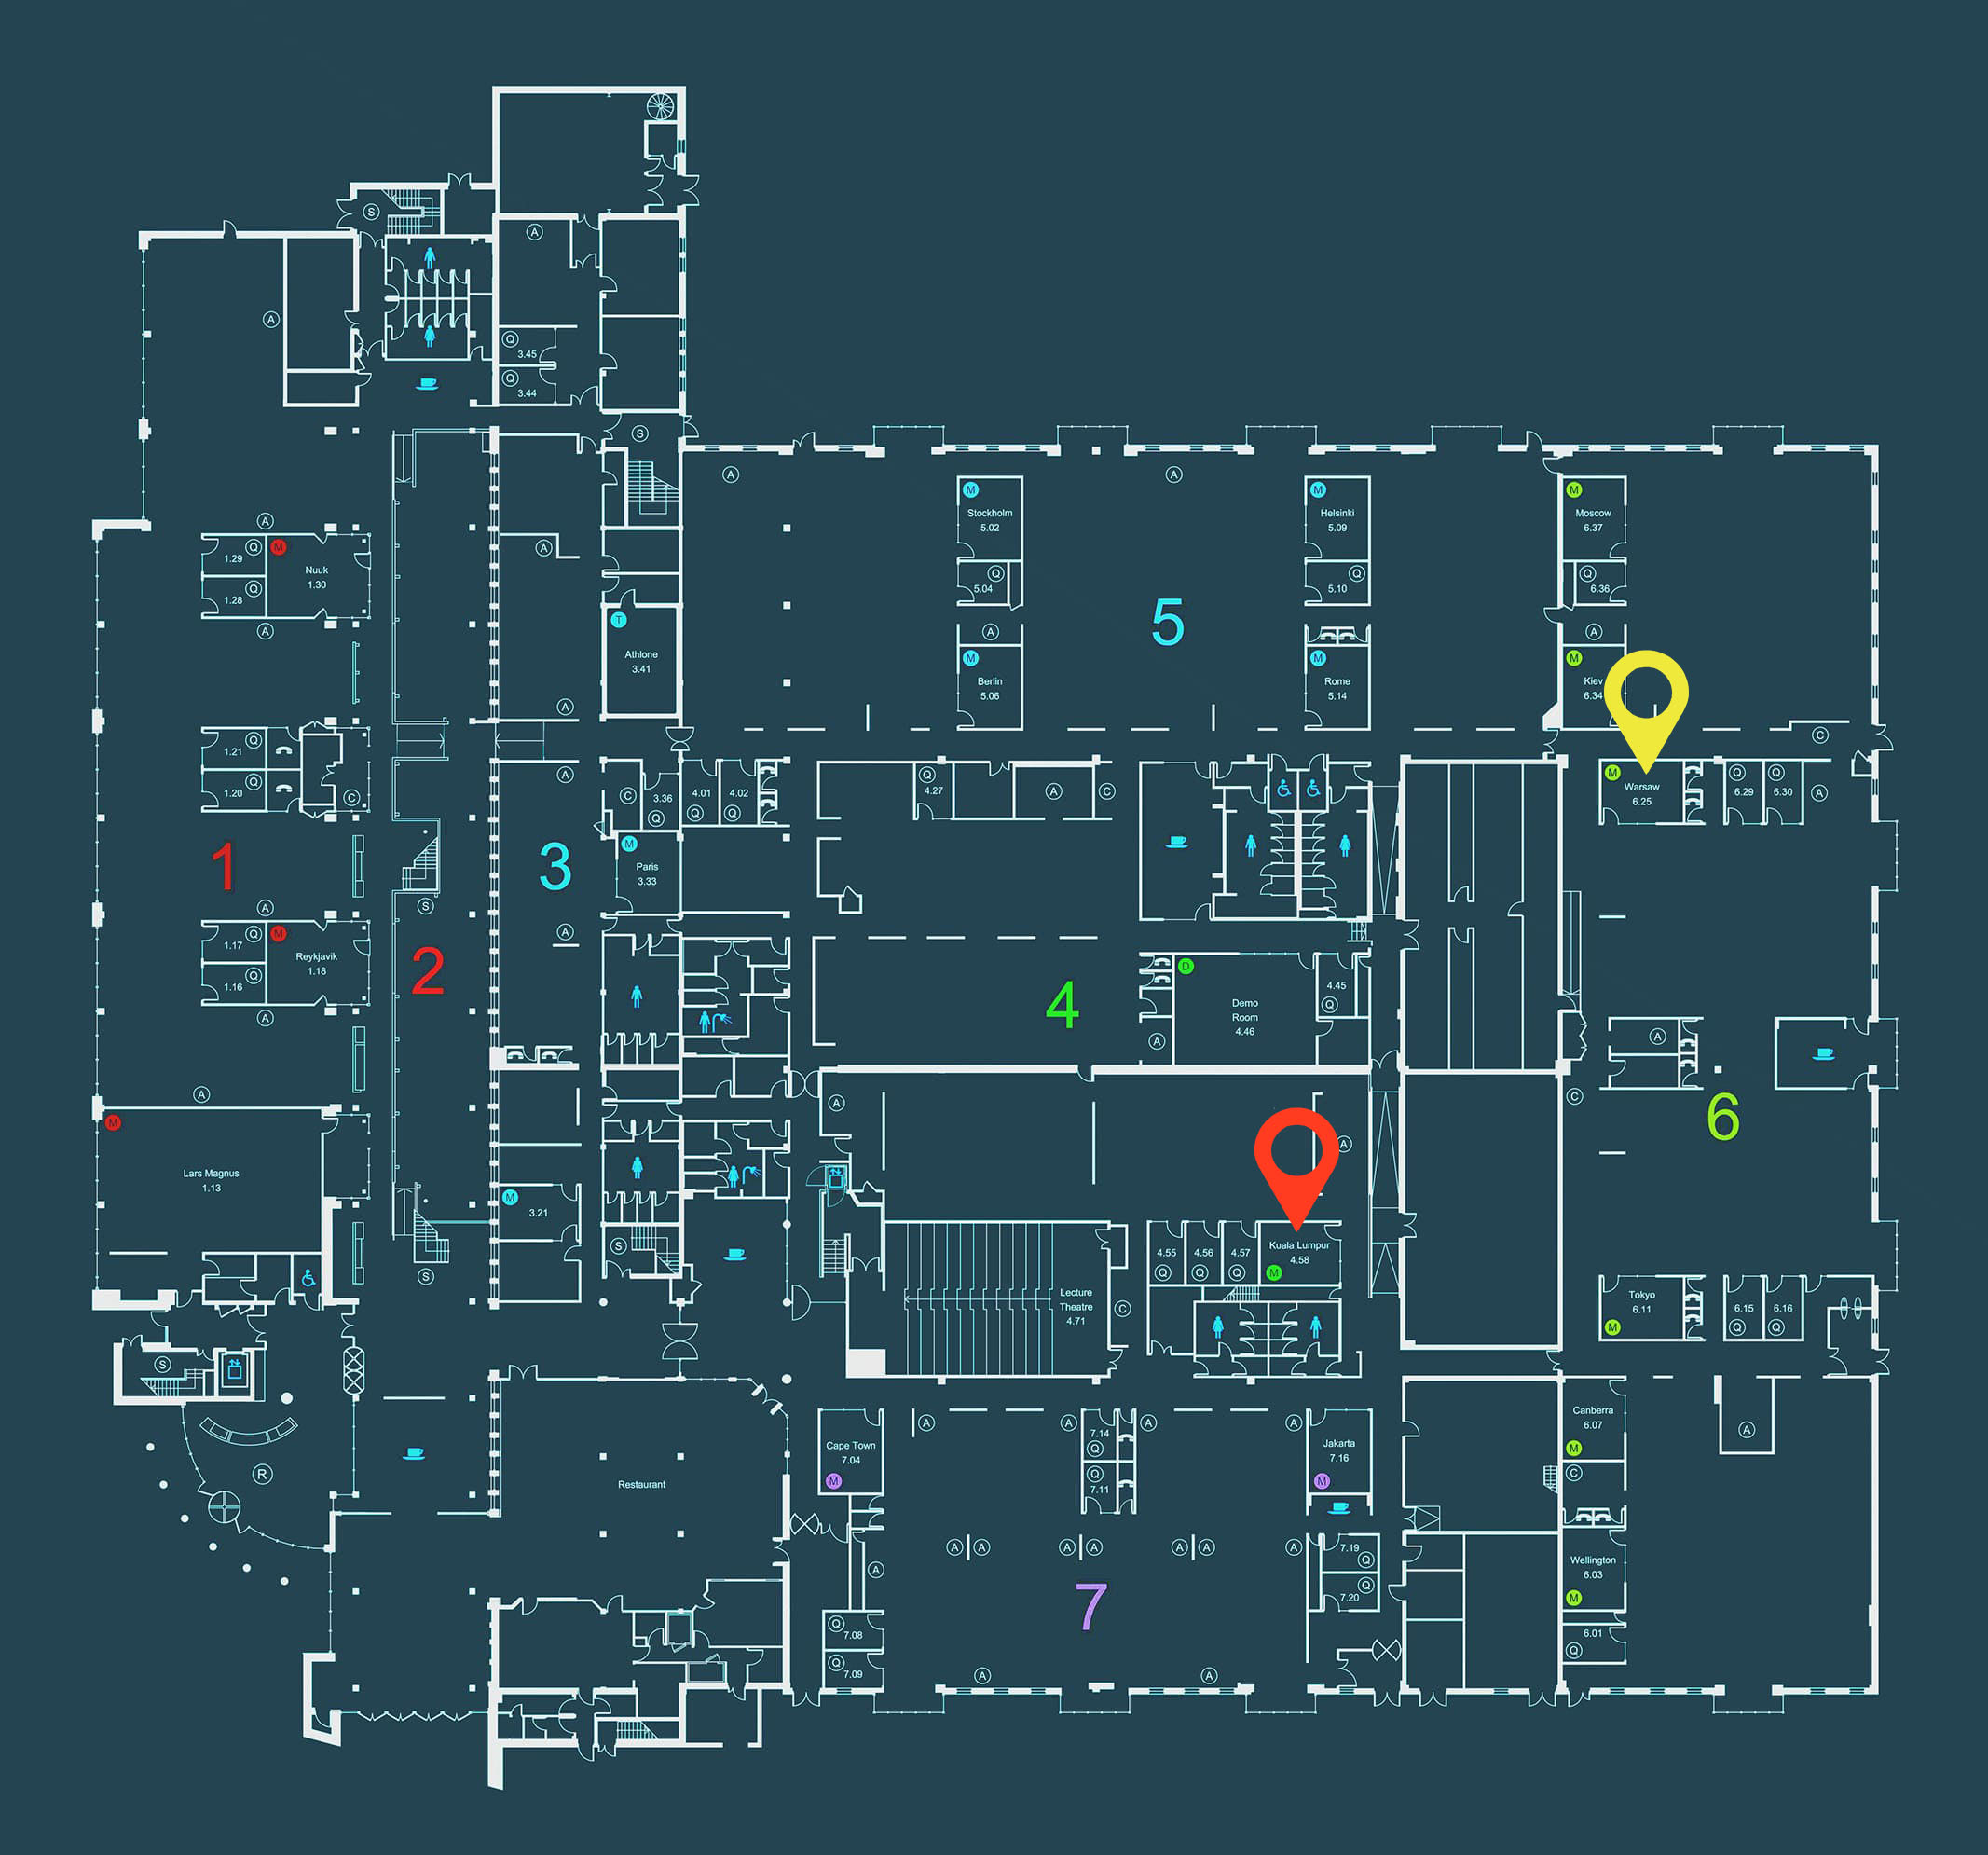 S
A
A
Q
3.45
Q
3.44
S
A
A
M
Stockholm
5.02
M
Helsinki
5.09
M
Moscow
6.37
A
1.29
Q
M
Nuuk
1.30
1.28
Q
A
A
Q
5.04
Q
5.10
Q
6.36
5
T
Athlone
3.41
A
M
Berlin
5.06
M
Rome
5.14
A
M
Kiev
6.34
A
C
1.21
Q
1.20
Q
C
A
C
3.36
Q
4.01
Q
4.02
Q
Q
4.27
A
C
M
Warsaw
6.25
Q
6.29
Q
6.30
A
1
3
M
Paris
3.33
A
S
A
1.17
Q
M
Reykjavik
1.18
1.16
Q
A
2
4
D
Demo
Room
4.46
4.45
Q
A
A
A
M
Lars Magnus
1.13
A
A
C
6
M
3.21
S
S
4.55
Q
4.56
Q
4.57
Q
Kuala Lumpur
4.58
M
Lecture
Theatre
4.71
C
Tokyo
6.11
M
6.15
Q
6.16
Q
S
R
Restaurant
Cape Town
7.04
M
A
A
7.14
Q
Q
7.11
A
A
Jakarta
7.16
M
Canberra
6.07
M
C
A
A
A
A
A
A
A
A
A
7.19
Q
Q
7.20
Wellington
6.03
M
7
Q
7.08
Q
7.09
A
A
6.01
Q